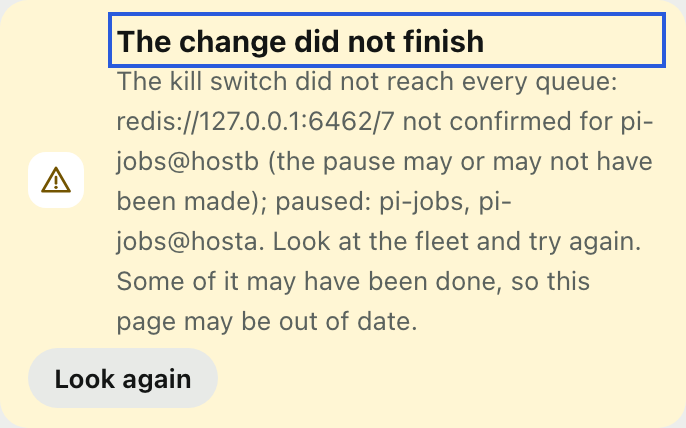 The change did not finish
The kill switch did not reach every queue:
redis://127.0.0.1:6462/7 not confirmed for pi-
jobs@hostb (the pause may or may not have
been made); paused: pi-jobs, pi-
jobs@hosta. Look at the fleet and try again.
Some of it may have been done, so this
page may be out of date.
Look again